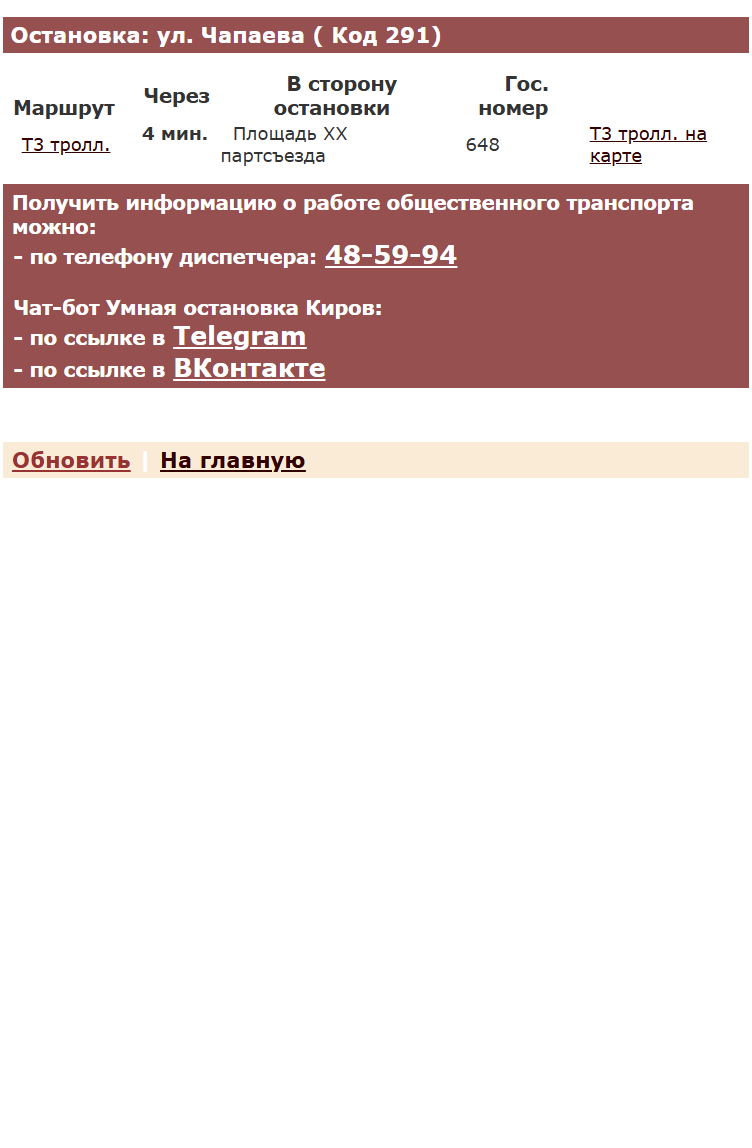 Остановка: ул. Чапаева ( Код 291)
Маршрут Через В сторону остановки Гос. номер
Т3 тролл. 4 мин. Площадь XX партсъезда 648 Т3 тролл. на карте
Получить информацию о работе общественного транспорта
можно:
- по телефону диспетчера: 48-59-94
Чат-бот Умная остановка Киров:
- по ссылке в Telegram
- по ссылке в ВКонтакте
Обновить | На главную